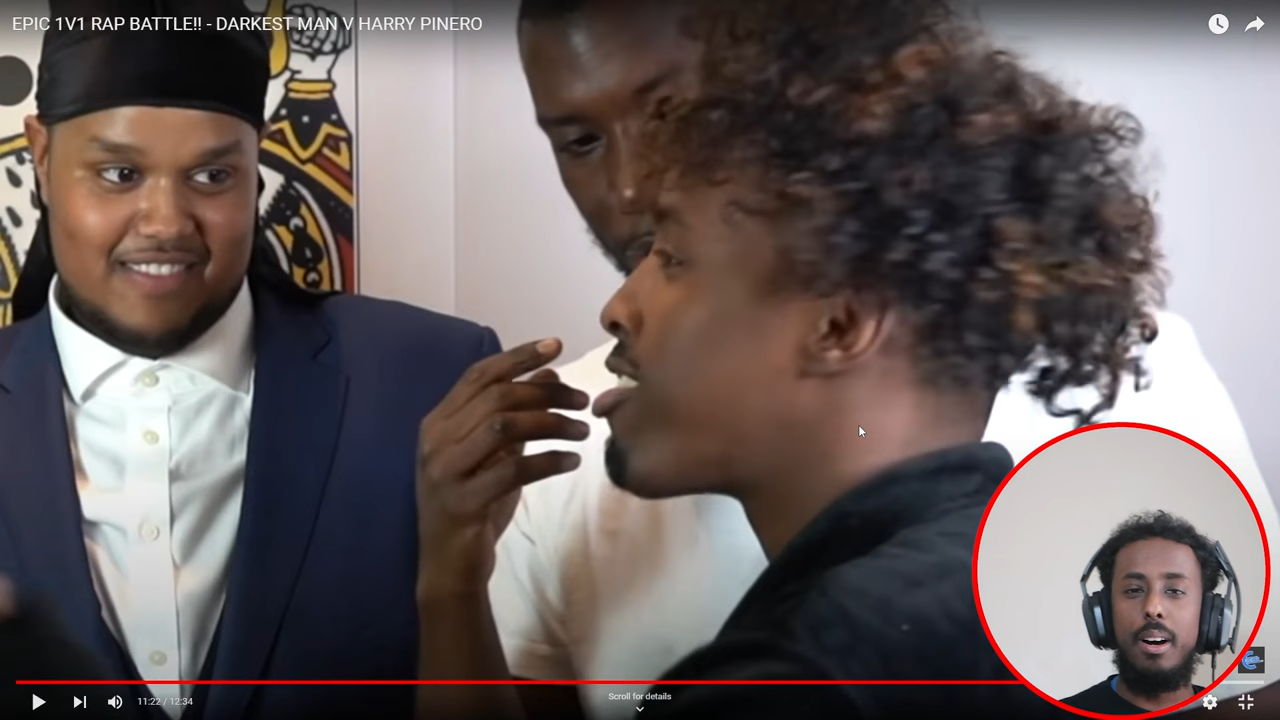 EPIC 1V1 RAP BATTLE!! - DARKEST MAN V HARRY PINERO
11:22 / 12:34
Scroll for details